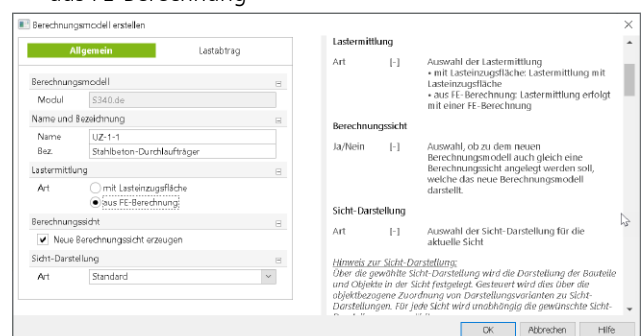 aus FE-Berechnung
Berechnungsmodell erstellen
Allgemein
Lastabtrag
Berechnungsmodell
Modul S340.de
Name und Bezeichnung
Name UZ-1-1
Bez. Stahlbeton-Durchlaufträger
Lastermittlung
Art mit Lasteinzugsfläche
aus FE-Berechnung
Berechnungssicht
Neue Berechnungssicht erzeugen
Sicht-Darstellung
Art Standard
Lastermittlung
Art [-] Auswahl der Lastermittlung
• mit Lasteinzugsfläche: Lastermittlung mit
Lasteinzugsfläche
• aus FE-Berechnung: Lastermittlung erfolgt
mit einer FE-Berechnung
Berechnungssicht
Ja/Nein [-] Auswahl, ob zu dem neuen
Berechnungsmodell auch gleich eine
Berechnungssicht angelegt werden soll,
welche das neue Berechnungsmodell
darstellt.
Sicht-Darstellung
Art [-] Auswahl der Sicht-Darstellung für die
aktuelle Sicht
Hinweis zur Sicht-Darstellung:
Über die gewählte Sicht-Darstellung wird die Darstellung der Bauteile
und Objekte in der Sicht festgelegt. Gesteuert wird dies über die
objektbezogene Zuordnung von Darstellungsvarianten zu Sicht-
Darstellungen. Für jede Sicht wird unabhängig die gewünschte Sicht-
OK
Abbrechen
Hilfe